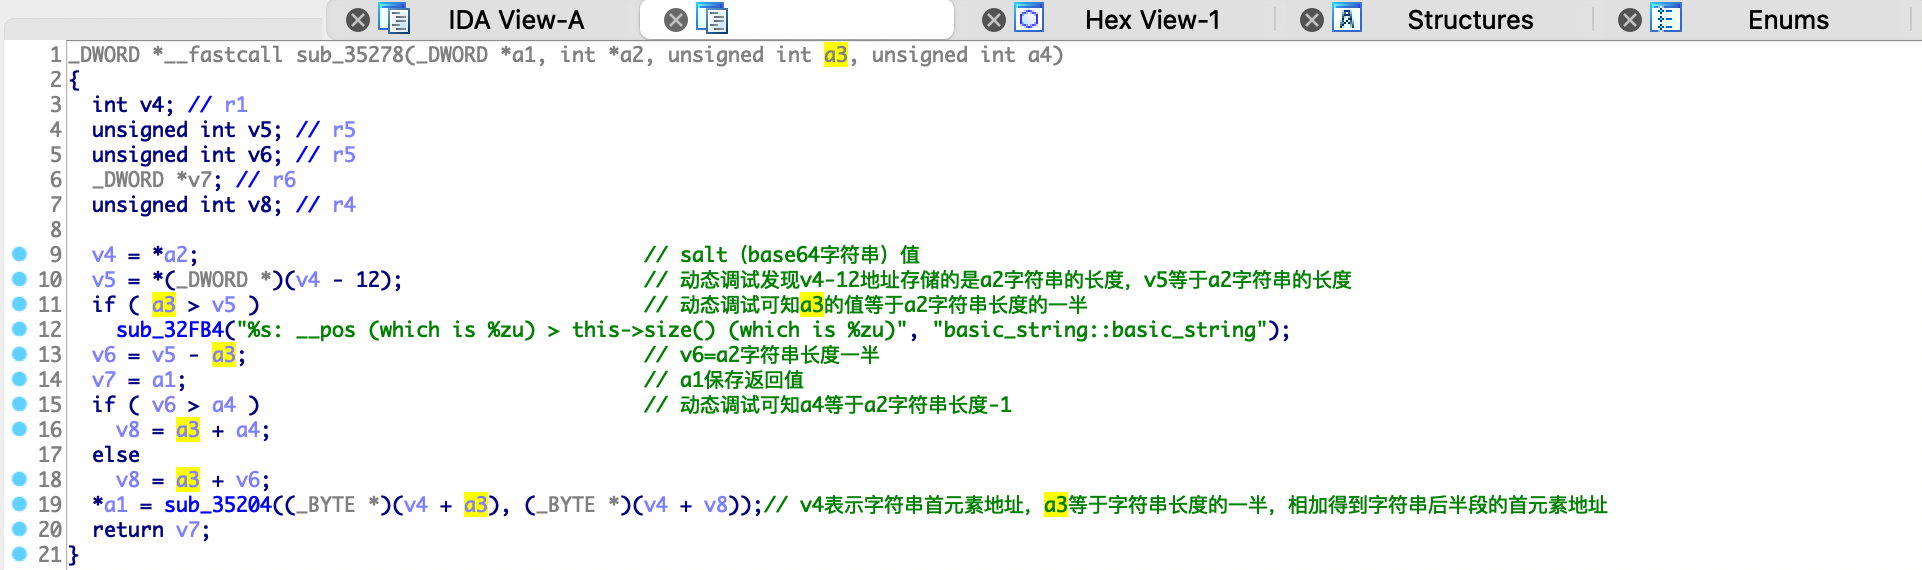 IDA View-A Hex View-1 Structures Enums
1 _DWORD *__fastcall sub_35278(_DWORD *a1, int *a2, unsigned int a3, unsigned int a4)
2 {
3 int v4; // r1
4 unsigned int v5; // r5
5 unsigned int v6; // r5
6 _DWORD *v7; // r6
7 unsigned int v8; // r4
8
9 v4 = *a2; // salt（base64字符串）值
10 v5 = *(_DWORD *)(v4 - 12); // 动态调试发现v4-12地址存储的是a2字符串的长度，v5等于a2字符串的长度
11 if ( a3 > v5 ) // 动态调试可知a3的值等于a2字符串长度的一半
12 sub_32FB4("%s: __pos (which is %zu) > this->size() (which is %zu)", "basic_string::basic_string");
13 v6 = v5 - a3; // v6=a2字符串长度一半
14 v7 = a1; // a1保存返回值
15 if ( v6 > a4 ) // 动态调试可知a4等于a2字符串长度-1
16 v8 = a3 + a4;
17 else
18 v8 = a3 + v6;
19 *a1 = sub_35204((_BYTE *)(v4 + a3), (_BYTE *)(v4 + v8));// v4表示字符串首元素地址，a3等于字符串长度的一半，相加得到字符串后半段的首元素地址
20 return v7;
21 }